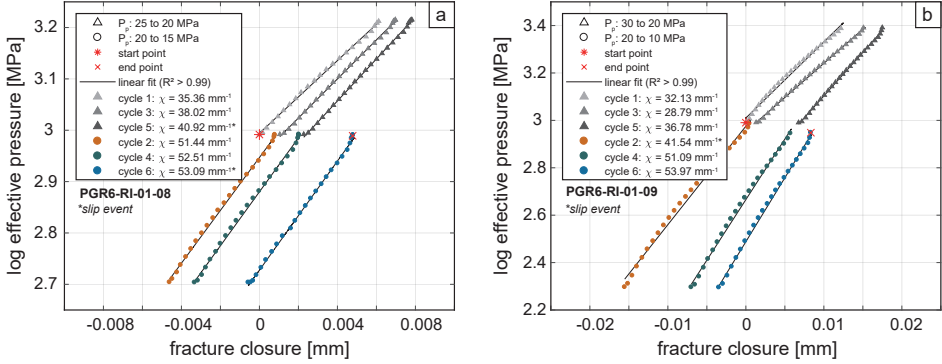 a
P_p: 25 to 20 MPa
P_p: 20 to 15 MPa
start point
end point
linear fit (R² > 0.99)
cycle 1: χ = 35.36 mm⁻¹
cycle 3: χ = 38.02 mm⁻¹
cycle 5: χ = 40.92 mm⁻¹*
cycle 2: χ = 51.44 mm⁻¹
cycle 4: χ = 52.51 mm⁻¹
cycle 6: χ = 53.09 mm⁻¹*
PGR6-RI-01-08
*slip event
log effective pressure [MPa]
3.2
3.1
3
2.9
2.8
2.7
-0.008
-0.004
0
0.004
0.008
fracture closure [mm]
b
P_p: 30 to 20 MPa
P_p: 20 to 10 MPa
start point
end point
linear fit (R² > 0.99)
cycle 1: χ = 32.13 mm⁻¹
cycle 3: χ = 28.79 mm⁻¹
cycle 5: χ = 36.78 mm⁻¹
cycle 2: χ = 41.54 mm⁻¹*
cycle 4: χ = 51.09 mm⁻¹
cycle 6: χ = 53.97 mm⁻¹
PGR6-RI-01-09
*slip event
log effective pressure [MPa]
3.4
3.2
3
2.8
2.6
2.4
2.2
-0.02
-0.01
0
0.01
0.02
fracture closure [mm]